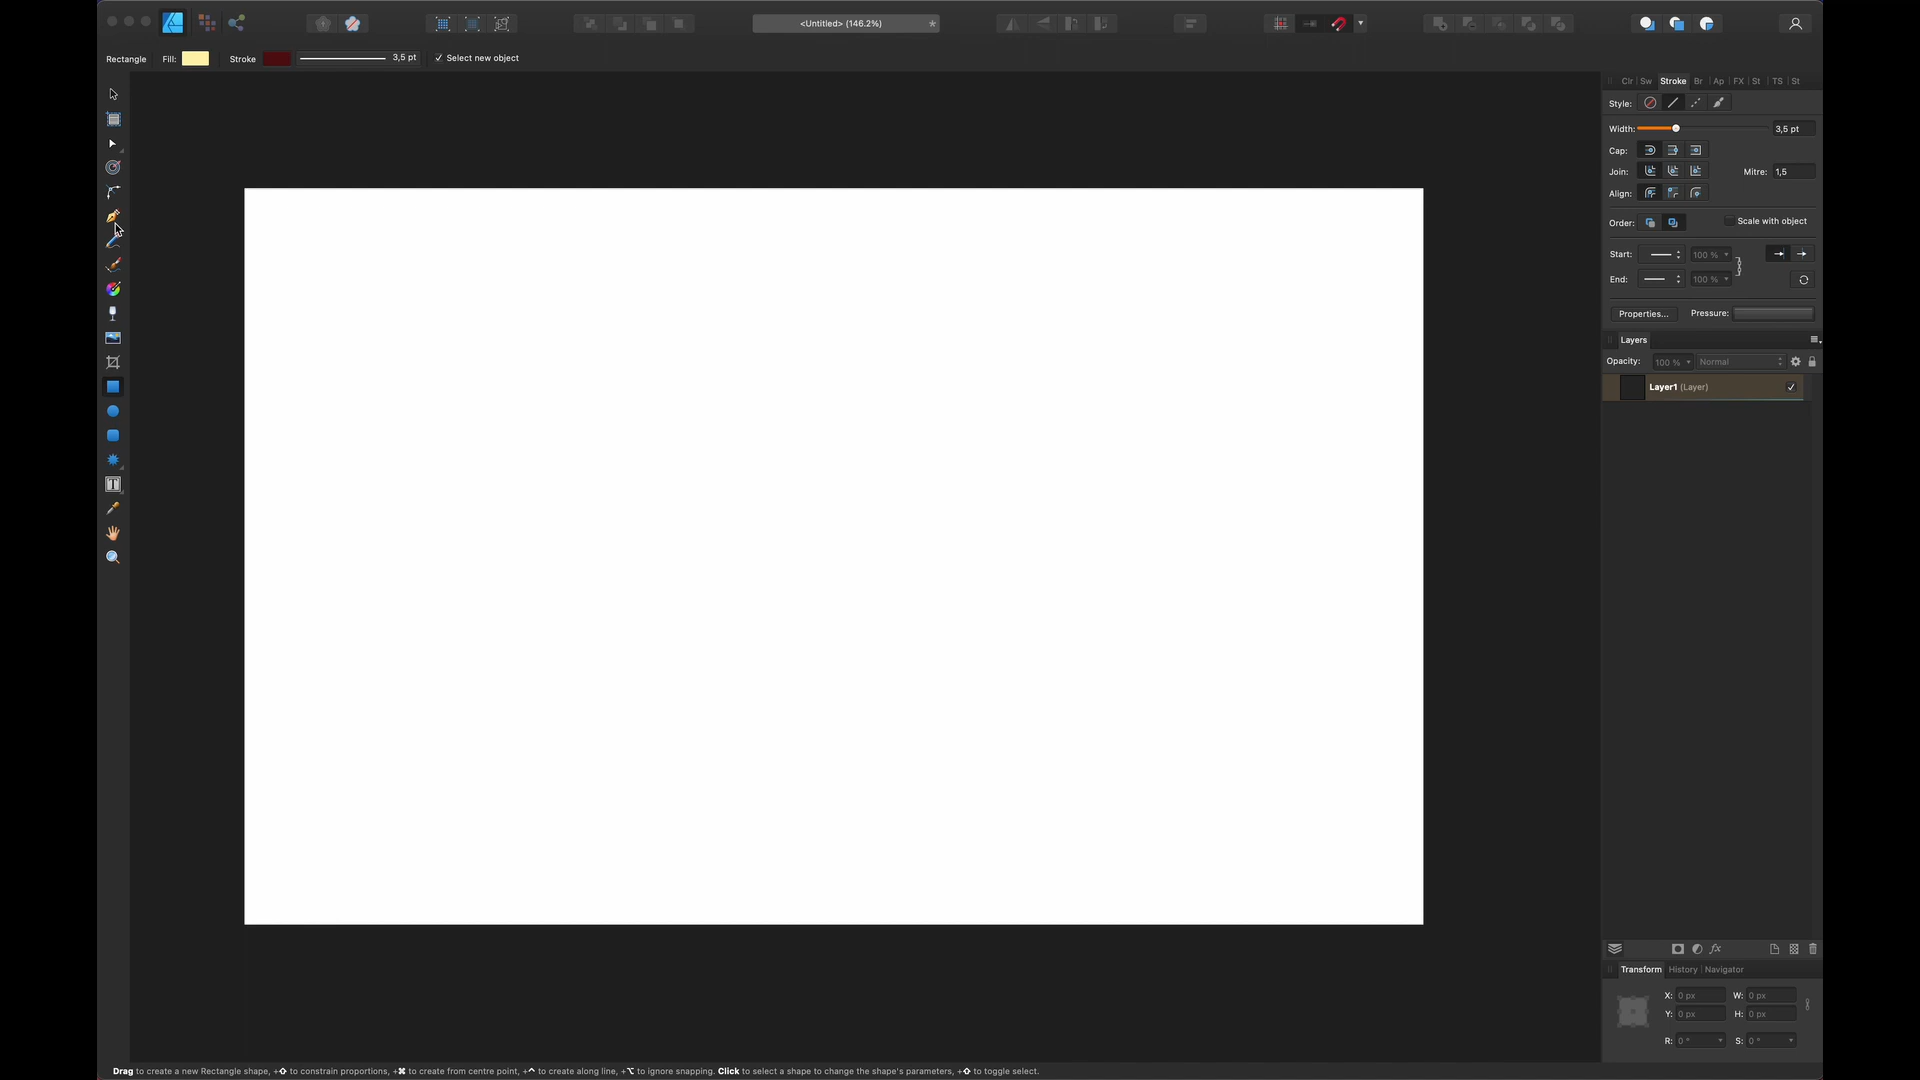 <Untitled> (146.2%)
Rectangle Fill: Stroke 3,5 pt Select new object
Clr Sw Stroke Br Ap FX St TS St
Style:
Width: 3,5 pt
Cap:
Join: Mitre: 1,5
Align:
Order: Scale with object
Start: 100 %
End: 100 %
Properties... Pressure:
Layers
Opacity: 100 % Normal
Layer1 (Layer)
fx
Transform History Navigator
X: 0 px W: 0 px
Y: 0 px H: 0 px
R: 0 ° S: 0 °
Drag to create a new Rectangle shape, +⇧ to constrain proportions, +⌘ to create from centre point, +^ to create along line, +⌥ to ignore snapping. Click to select a shape to change the shape's parameters, +⇧ to toggle select.